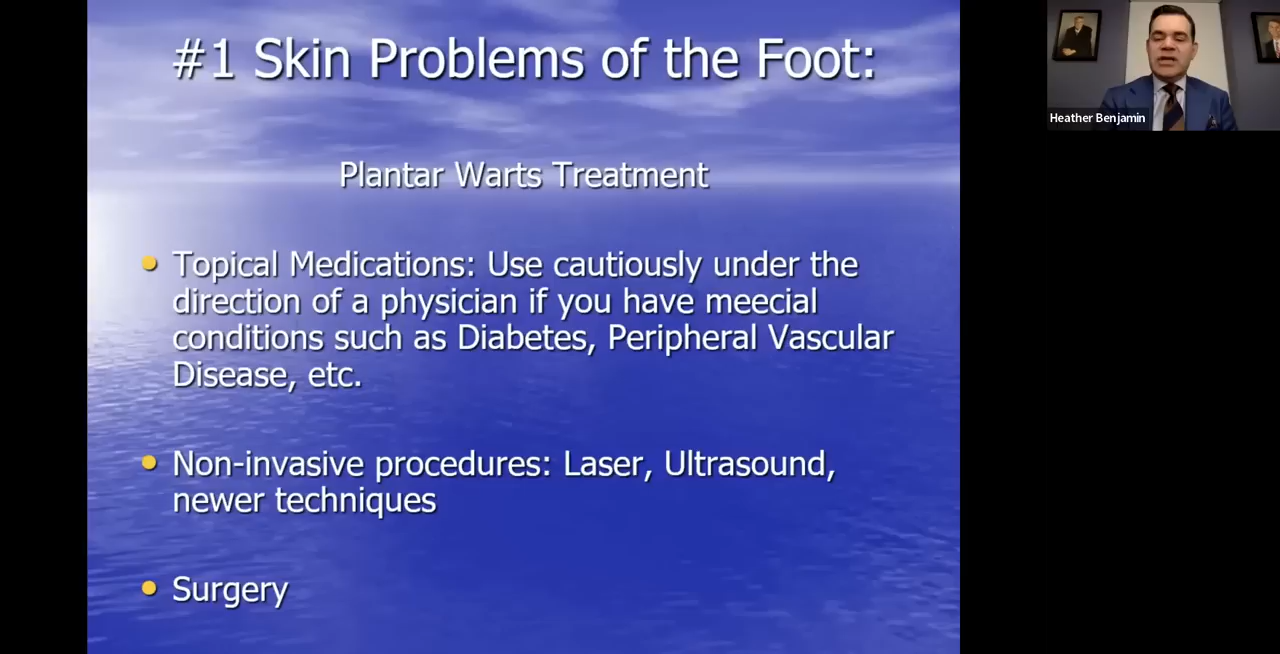 #1 Skin Problems of the Foot:
Plantar Warts Treatment
Topical Medications: Use cautiously under the
direction of a physician if you have meecial
conditions such as Diabetes, Peripheral Vascular
Disease, etc.
Non-invasive procedures: Laser, Ultrasound,
newer techniques
Surgery
Heather Benjamin